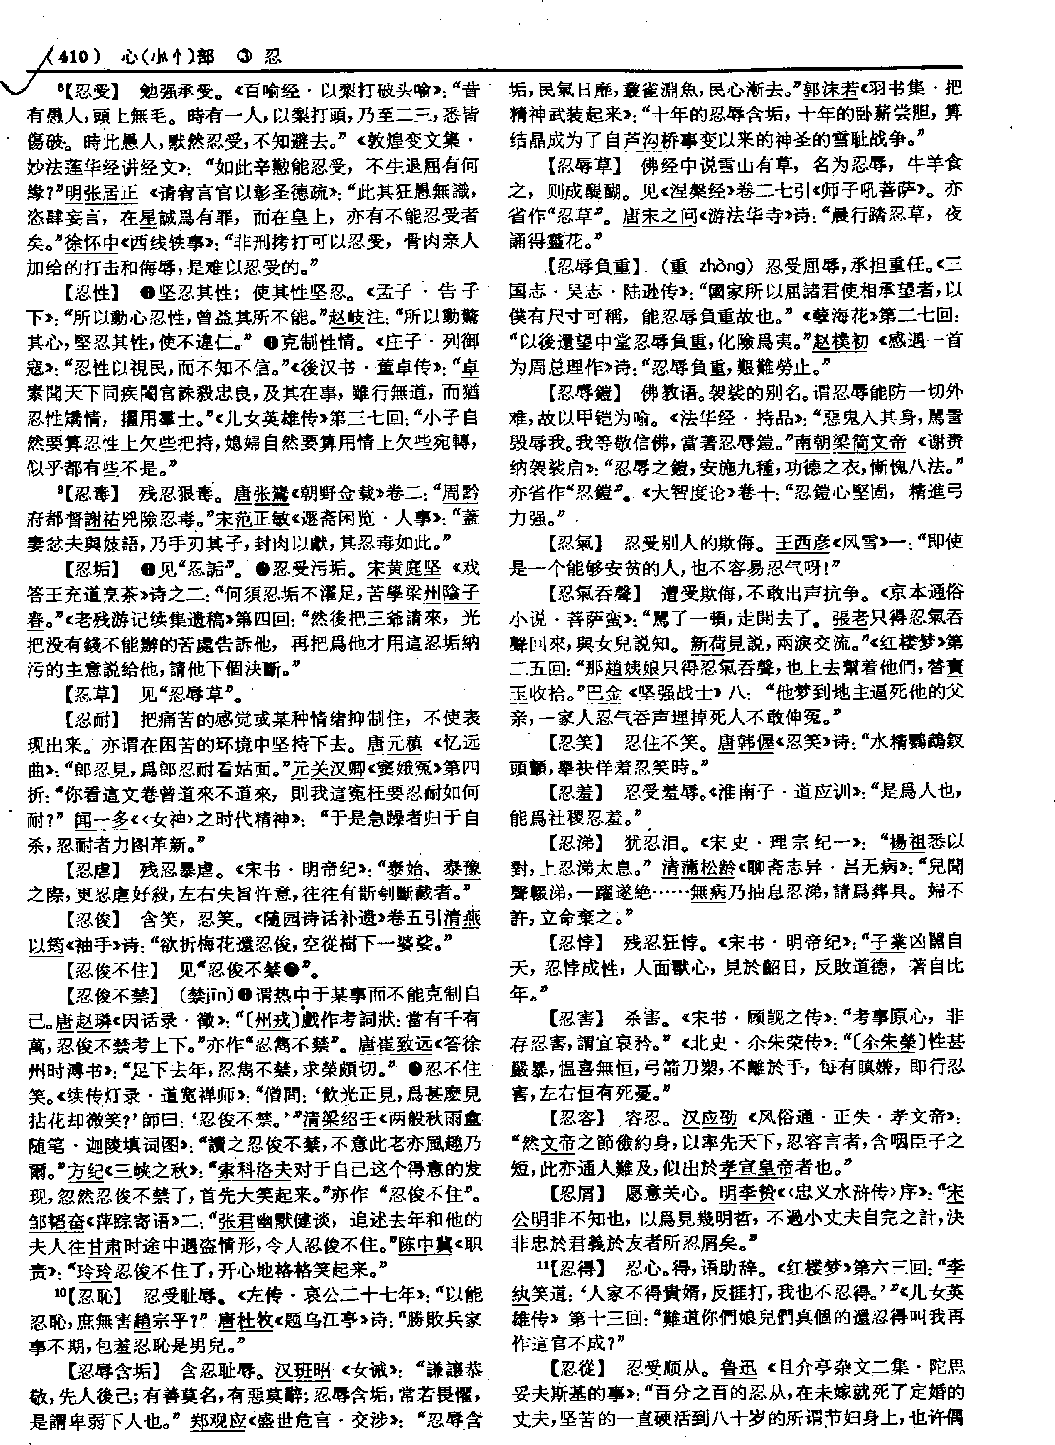 （410） 心(小忄)部 ③ 忍
⁸【忍受】 勉强承受。《百喻经·以梨打破头喻》：“昔
有愚人，頭上無毛。時有一人，以梨打頭，乃至二三，悉皆
傷破。時此愚人，默然忍受，不知避去。”《敦煌变文集·
妙法莲华经讲经文》：“如此辛懃能忍受，不生退屈有何
缘？”明张居正《请宥言官以彰圣德疏》：“此其狂愚無識，
恣肆妄言，在星誠爲有罪，而在皇上，亦有不能忍受者
矣。”徐怀中《西线轶事》：“非刑拷打可以忍受，骨肉亲人
加给的打击和侮辱，是难以忍受的。”
【忍性】 ❶坚忍其性；使其性坚忍。《孟子·告子
下》：“所以動心忍性，曾益其所不能。”赵岐注：“所以動驚
其心，堅忍其性，使不違仁。”❷克制性情。《庄子·列御
寇》：“忍性以視民，而不知不信。”《後汉书·董卓传》：“卓
素聞天下同疾閹官誅殺忠良，及其在事，雖行無道，而猶
忍性矯情，擢用羣士。”《儿女英雄传》第二七回：“小子自
然要算忍性上欠些把持，媳婦自然要算用情上欠些宛轉，
似乎都有些不是。”
⁹【忍毒】 残忍狠毒。唐张鷟《朝野佥载》卷二：“周黔
府都督謝祐兇險忍毒。”宋范正敏《遯斋闲览·人事》：“蓋
妻忿夫與妓語，乃手刃其子，封肉以獻，其忍毒如此。”
【忍垢】 ❶见“忍詬”。❷忍受污垢。宋黄庭坚《戏
答王充道烹茶》诗之二：“何須忍垢不濯足，苦學梁州陰子
春。”《老残游记续集遗稿》第四回：“然後把三爺請來，光
把没有錢不能辦的苦處告訴他，再把爲他才用這忍垢納
污的主意説給他，請他下個決斷。”
【忍草】 见“忍辱草”。
【忍耐】 把痛苦的感觉或某种情绪抑制住，不使表
现出来。亦谓在困苦的环境中坚持下去。唐元稹《忆远
曲》：“郎忍見，爲郎忍耐看姑面。”元关汉卿《窦娥冤》第四
折：“你看這文卷曾道來不道來，則我這冤枉要忍耐如何
耐？”闻一多《〈女神〉之时代精神》：“于是急躁者归于自
杀，忍耐者力图革新。”
【忍虐】 残忍暴虐。《宋书·明帝纪》：“泰始、泰豫
之際，更忍虐好殺，左右失旨忤意，往往有斮刳斷截者。”
【忍俊】 含笑，忍笑。《随园诗话补遗》卷五引清燕
以筠《袖手》诗：“欲折梅花還忍俊，空從樹下一婆娑。”
【忍俊不住】 见“忍俊不禁❷”。
【忍俊不禁】 〔禁jīn〕❶谓热中于某事而不能克制自
己。唐赵璘《因话录·徵》：“〔州戎〕戲作考詞狀：當有千有
萬，忍俊不禁考上下。”亦作“忍雋不禁”。唐崔致远《答徐
州时溥书》：“足下去年，忍雋不禁，求榮頗切。”❷忍不住
笑。《续传灯录·道宽禅师》：“僧問：‘飲光正見，爲甚麽見
拈花却微笑？’師曰：‘忍俊不禁。’”清梁绍壬《两般秋雨盦
随笔·迦陵填词图》：“讀之忍俊不禁，不意此老亦風趣乃
爾。”方纪《三峡之秋》：“索科洛夫对于自己这个得意的发
现，忽然忍俊不禁了，首先大笑起来。”亦作“忍俊不住”。
邹韬奋《萍踪寄语》二：“张君幽默健谈，追述去年和他的
夫人往甘肃时途中遇盗情形，令人忍俊不住。”陈中冀《职
责》：“玲玲忍俊不住了，开心地格格笑起来。”
¹⁰【忍恥】 忍受耻辱。《左传·哀公二十七年》：“以能
忍恥，庶無害趙宗乎？”唐杜牧《题乌江亭》诗：“勝敗兵家
事不期，包羞忍恥是男兒。”
【忍辱含垢】 含忍耻辱。汉班昭《女诫》：“謙讓恭
敬，先人後己；有善莫名，有惡莫辭；忍辱含垢，常若畏懼，
是謂卑弱下人也。”郑观应《盛世危言·交涉》：“忍辱含
垢，民氣日靡，叢雀淵魚，民心漸去。”郭沫若《羽书集·把
精神武装起来》：“十年的忍辱含垢，十年的卧薪尝胆，算
结晶成为了自芦沟桥事变以来的神圣的雪耻战争。”
【忍辱草】 佛经中说雪山有草，名为忍辱，牛羊食
之，则成醍醐。见《涅槃经》卷二七引《师子吼菩萨》。亦
省作“忍草”。唐宋之问《游法华寺》诗：“晨行踏忍草，夜
誦得靈花。”
【忍辱負重】 （重 zhòng）忍受屈辱，承担重任。《三
国志·吴志·陆逊传》：“國家所以屈諸君使相承望者，以
僕有尺寸可稱，能忍辱負重故也。”《孽海花》第二七回：
“以後還望中堂忍辱負重，化險爲夷。”赵樸初《感遇·一首
为周总理作》诗：“忍辱負重，艱難勞止。”
【忍辱鎧】 佛教语。袈裟的别名。谓忍辱能防一切外
难，故以甲铠为喻。《法华经·持品》：“惡鬼入其身，駡詈
毁辱我。我等敬信佛，當著忍辱鎧。”南朝梁简文帝《谢赉
纳袈裟启》：“忍辱之鎧，安施九種，功德之衣，慚愧八法。”
亦省作“忍鎧”。《大智度论》卷十：“忍鎧心堅固，精進弓
力强。”
【忍氣】 忍受别人的欺侮。王西彦《风雪》一：“即使
是一个能够安贫的人，也不容易忍气呀！”
【忍氣吞聲】 遭受欺侮，不敢出声抗争。《京本通俗
小说·菩萨蛮》：“駡了一頓，走開去了。張老只得忍氣吞
聲回來，與女兒説知。新荷見説，兩淚交流。”《红楼梦》第
二五回：“那趙姨娘只得忍氣吞聲，也上去幫着他們，替寶
玉收拾。”巴金《坚强战士》八：“他梦到地主逼死他的父
亲，一家人忍气吞声埋掉死人不敢伸冤。”
【忍笑】 忍住不笑。唐韩偓《忍笑》诗：“水精鸚鵡釵
頭顫，舉袂佯羞忍笑時。”
【忍羞】 忍受羞辱。《淮南子·道应训》：“是爲人也，
能爲社稷忍羞。”
【忍涕】 犹忍泪。《宋史·理宗纪一》：“楊祖悉以
對，上忍涕太息。”清蒲松龄《聊斋志异·吕无病》：“兒聞
聲輟涕，一躍遂絶……無病乃抽息忍涕，請爲葬具。婦不
許，立命棄之。”
【忍悖】 残忍狂悖。《宋书·明帝纪》：“子業凶嚚自
天，忍悖成性，人面獸心，見於齠日，反敗道德，著自比
年。”
【忍害】 杀害。《宋书·顾觊之传》：“考事原心，非
存忍害，謂宜哀矜。”《北史·尒朱荣传》：“〔尒朱榮〕性甚
嚴暴，愠喜無恒，弓箭刀槊，不離於手，每有瞋嫌，即行忍
害，左右恒有死憂。”
【忍容】 容忍。汉应劭《风俗通·正失·孝文帝》：
“然文帝之節儉約身，以率先天下，忍容言者，含咽臣子之
短，此亦通人難及，似出於孝宣皇帝者也。”
【忍屑】 愿意关心。明李贽《〈忠义水浒传〉序》：“宋
公明非不知也，以爲見幾明哲，不過小丈夫自完之計，決
非忠於君義於友者所忍屑矣。”
¹¹【忍得】 忍心。得，语助辞。《红楼梦》第六三回：“李
紈笑道：‘人家不得貴婿，反捱打，我也不忍得。’”《儿女英
雄传》第十三回：“難道你們娘兒們真個的還忍得叫我再
作這官不成？”
【忍從】 忍受顺从。鲁迅《且介亭杂文二集·陀思
妥夫斯基的事》：“百分之百的忍从，在未嫁就死了定婚的
丈夫，坚苦的一直硬活到八十岁的所谓节妇身上，也许偶